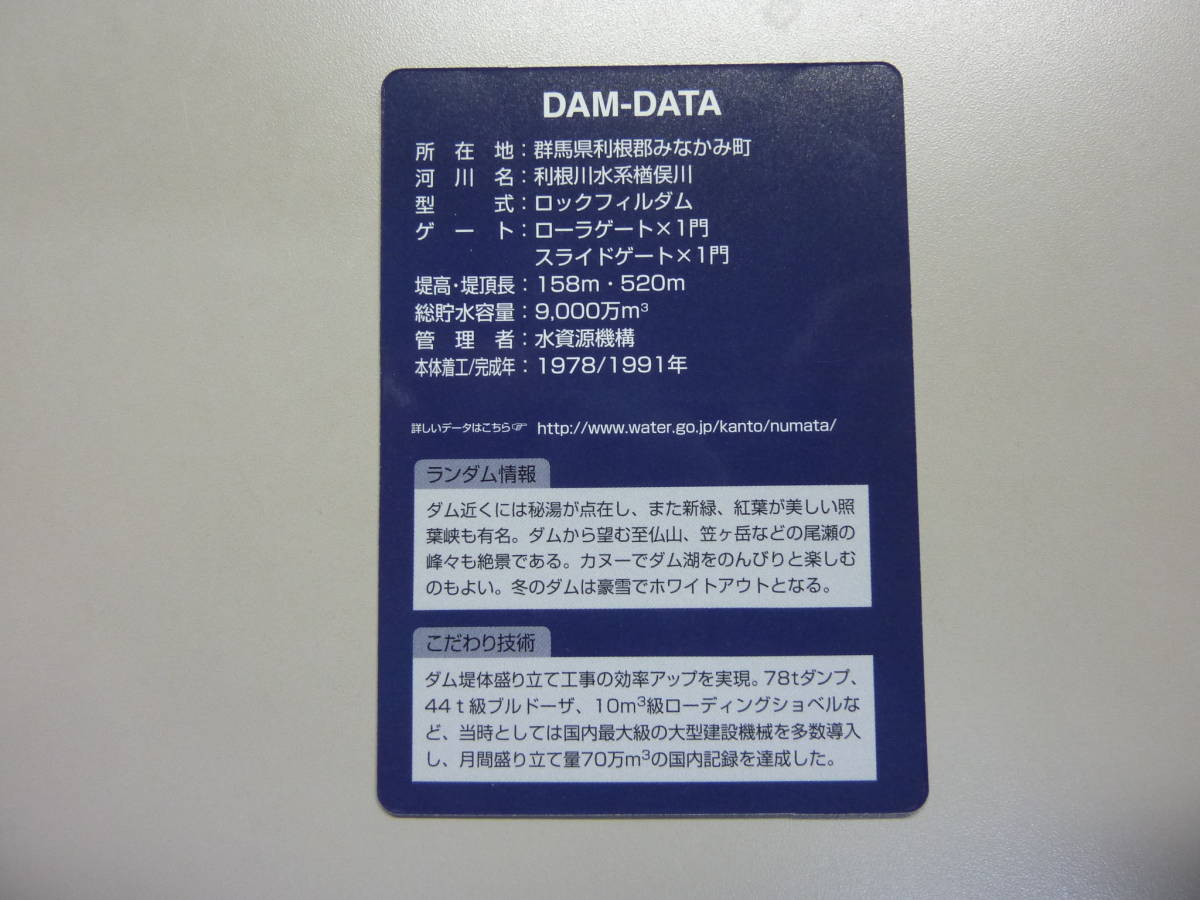 DAM-DATA
所在地：群馬県利根郡みなかみ町
河川名：利根川水系楢俣川
型式：ロックフィルダム
ゲート：ローラゲート×1門
スライドゲート×1門
堤高・堤頂長：158m・520m
総貯水容量：9,000万m³
管理者：水資源機構
本体着工/完成年：1978/1991年
詳しいデータはこちら☞ http://www.water.go.jp/kanto/numata/
ランダム情報
ダム近くには秘湯が点在し、また新緑、紅葉が美しい照
葉峡も有名。ダムから望む至仏山、笠ヶ岳などの尾瀬の
峰々も絶景である。カヌーでダム湖をのんびりと楽しむ
のもよい。冬のダムは豪雪でホワイトアウトとなる。
こだわり技術
ダム堤体盛り立て工事の効率アップを実現。78tダンプ、
44t級ブルドーザ、10m³級ローディングショベルな
ど、当時としては国内最大級の大型建設機械を多数導入
し、月間盛り立て量70万m³の国内記録を達成した。